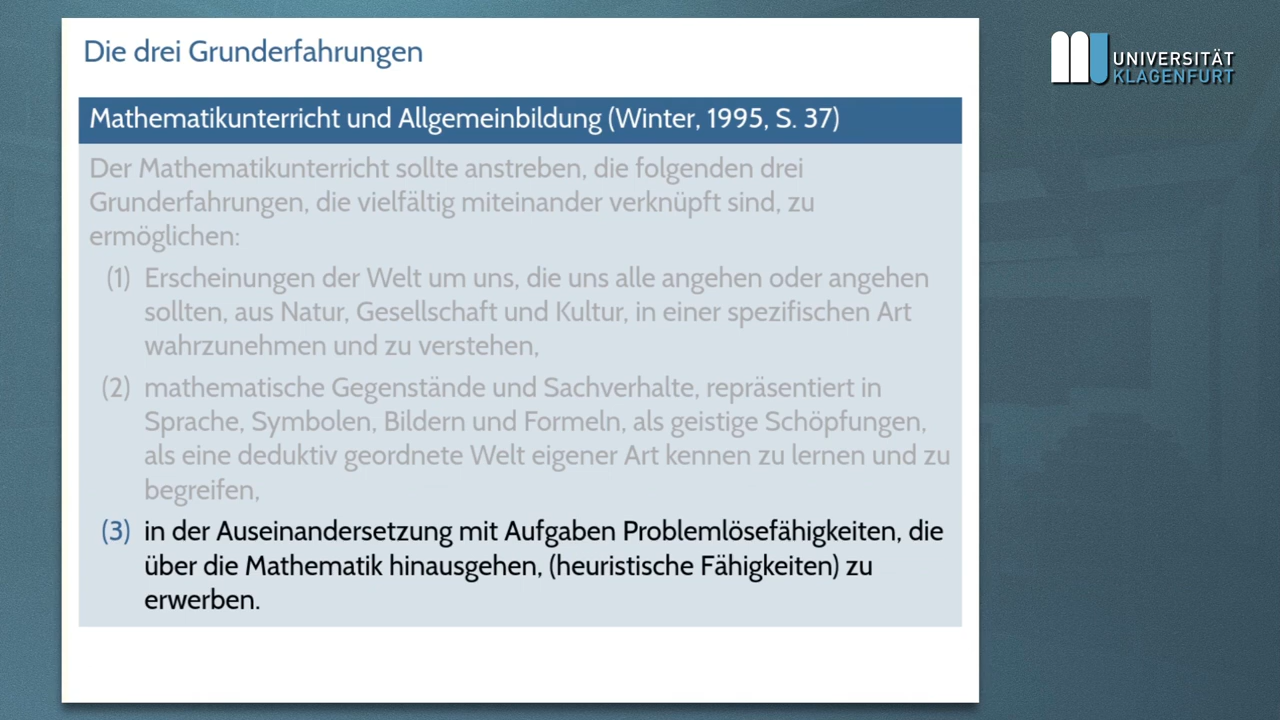 Die drei Grunderfahrungen
UNIVERSITÄT
KLAGENFURT
Mathematikunterricht und Allgemeinbildung (Winter, 1995, S. 37)
Der Mathematikunterricht sollte anstreben, die folgenden drei
Grunderfahrungen, die vielfältig miteinander verknüpft sind, zu
ermöglichen:
(1) Erscheinungen der Welt um uns, die uns alle angehen oder angehen
sollten, aus Natur, Gesellschaft und Kultur, in einer spezifischen Art
wahrzunehmen und zu verstehen,
(2) mathematische Gegenstände und Sachverhalte, repräsentiert in
Sprache, Symbolen, Bildern und Formeln, als geistige Schöpfungen,
als eine deduktiv geordnete Welt eigener Art kennen zu lernen und zu
begreifen,
(3) in der Auseinandersetzung mit Aufgaben Problemlösefähigkeiten, die
über die Mathematik hinausgehen, (heuristische Fähigkeiten) zu
erwerben.